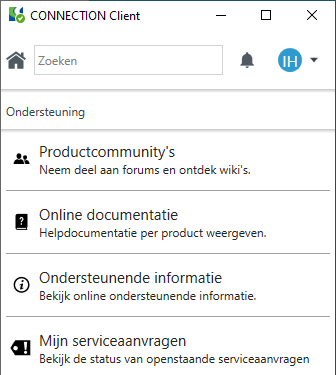 CONNECTION Client
Zoeken
IH
Ondersteuning
Productcommunity's
Neem deel aan forums en ontdek wiki's.
Online documentatie
Helpdocumentatie per product weergeven.
Ondersteunende informatie
Bekijk online ondersteunende informatie.
Mijn serviceaanvragen
Bekijk de status van openstaande serviceaanvragen